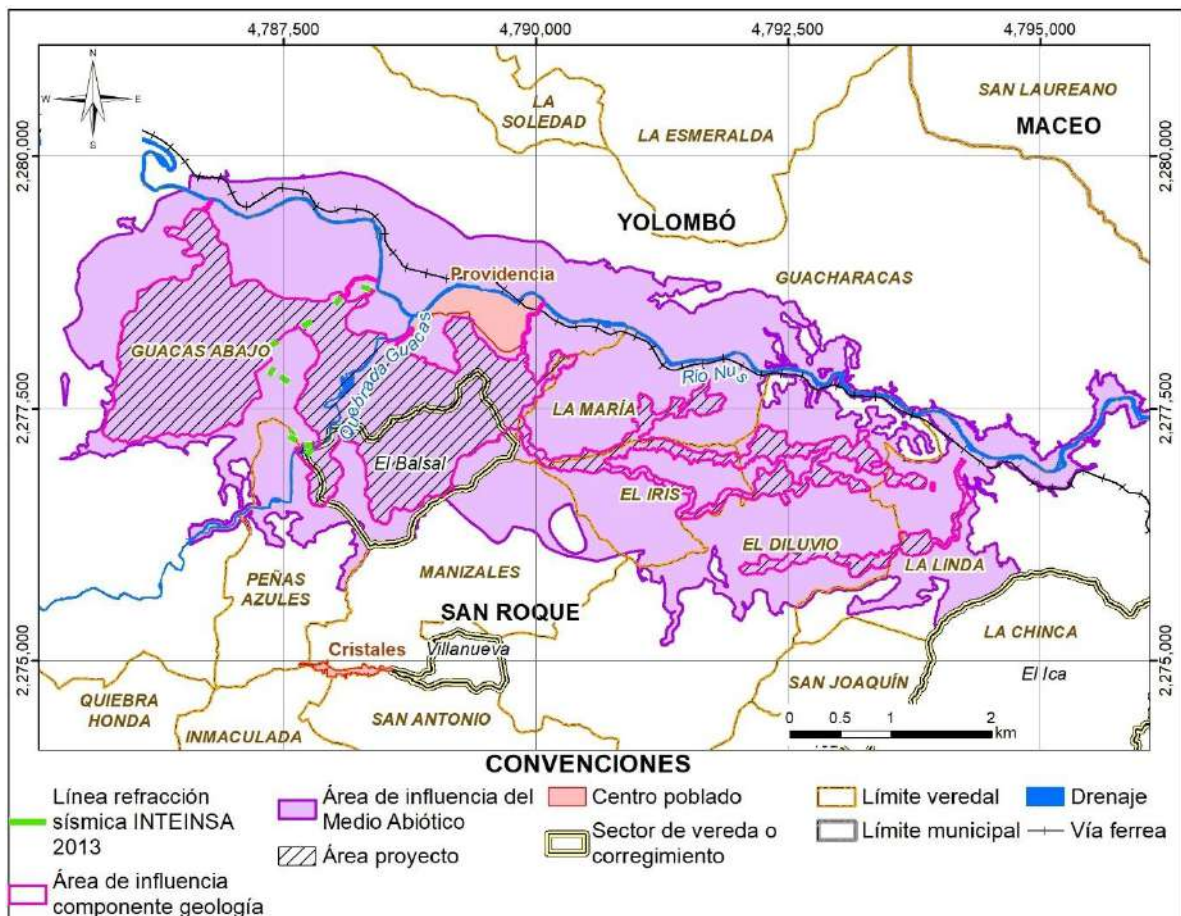 4,787,500
4,790,000
4,792,500
4,795,000
N
W
E
S
2,280,000
2,277,500
2,275,000
2,280,000
2,277,500
2,275,000
LA
SOLEDAD
LA ESMERALDA
SAN LAUREANO
MACEO
YOLOMBÓ
GUACHARACAS
Providencia
GUACAS ABAJO
Quebrada Guacas
Río Nus
LA MARÍA
El Balsal
EL IRIS
EL DILUVIO
LA LINDA
PEÑAS
AZULES
MANIZALES
SAN ROQUE
Cristales
Villanueva
LA CHINCA
El Ica
QUIEBRA
HONDA
INMACULADA
SAN ANTONIO
SAN JOAQUÍN
0 0.5 1 2
km
CONVENCIONES
Línea refracción
sísmica INTEINSA
2013
Área de influencia
componente geología
Área de influencia del
Medio Abiótico
Área proyecto
Centro poblado
Sector de vereda o
corregimiento
Límite veredal
Límite municipal
Drenaje
Vía ferrea